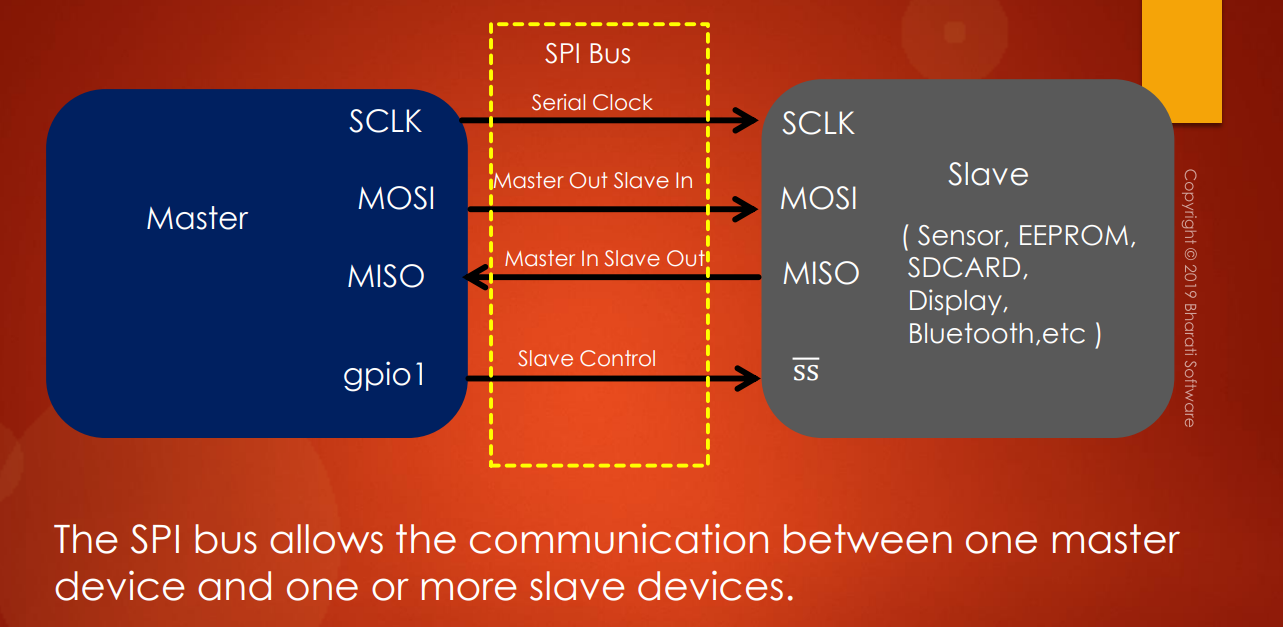 SPI Bus
Serial Clock
SCLK
SCLK
Master Out Slave In
MOSI
MOSI
Master
Slave
( Sensor, EEPROM,
SDCARD,
Display,
Bluetooth,etc )
Master In Slave Out
MISO
MISO
Slave Control
gpio1
s̅s̅
Copyright © 2019 Bharati Software
The SPI bus allows the communication between one master
device and one or more slave devices.